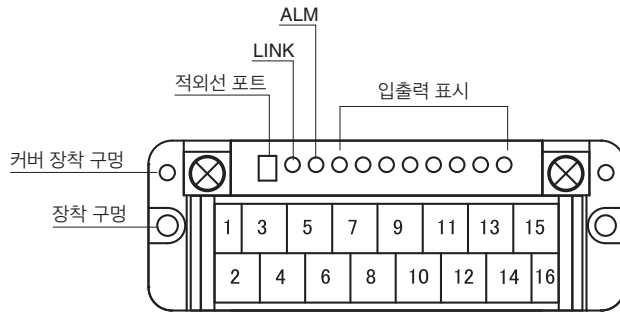 ALM
LINK
적외선 포트
입출력 표시
커버 장착 구멍
장착 구멍
1 3 5 7 9 11 13 15
2 4 6 8 10 12 14 16